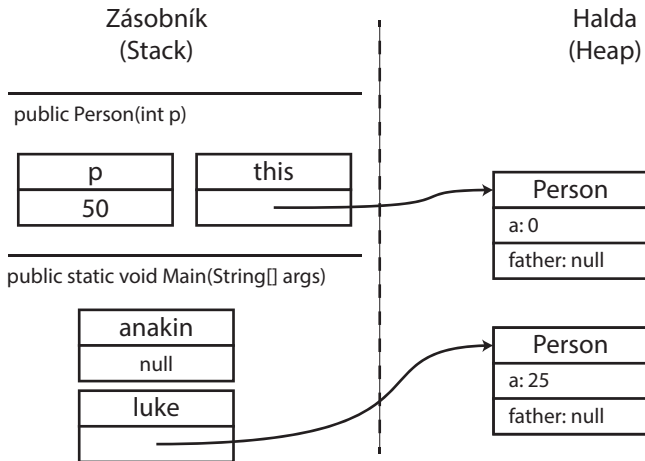 Zásobník
(Stack)
Halda
(Heap)
public Person(int p)
p
50
this
Person
a: 0
father: null
public static void Main(String[] args)
anakin
null
luke
Person
a: 25
father: null